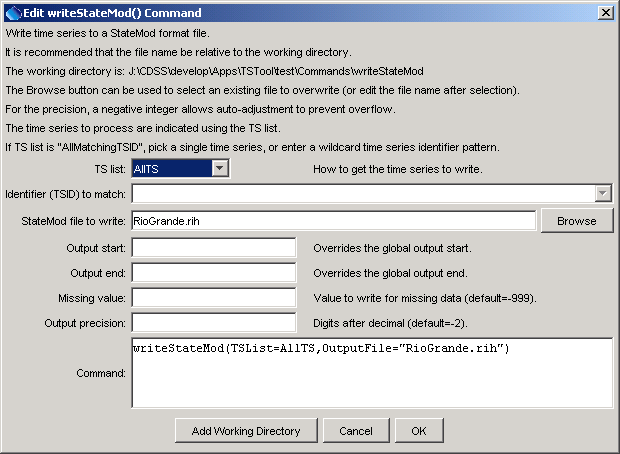 Edit writeStateMod() Command
Write time series to a StateMod format file.
It is recommended that the file name be relative to the working directory.
The working directory is: J:\CDSS\develop\Apps\TSTool\test\Commands\writeStateMod
The Browse button can be used to select an existing file to overwrite (or edit the file name after selection).
For the precision, a negative integer allows auto-adjustment to prevent overflow.
The time series to process are indicated using the TS list.
If TS list is "AllMatchingTSID", pick a single time series, or enter a wildcard time series identifier pattern.
TS list: AllTS How to get the time series to write.
Identifier (TSID) to match:
StateMod file to write: RioGrande.rih Browse
Output start: Overrides the global output start.
Output end: Overrides the global output end.
Missing value: Value to write for missing data (default=-999).
Output precision: Digits after decimal (default=-2).
writeStateMod(TSList=AllTS,OutputFile="RioGrande.rih")
Command:
Add Working Directory Cancel OK